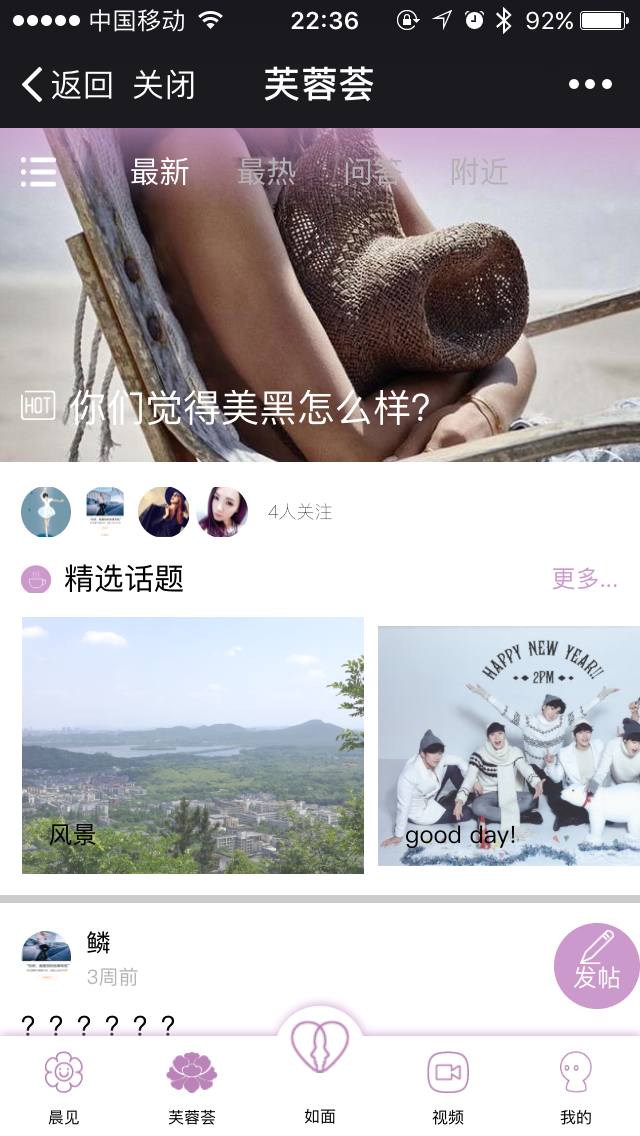 中国移动 22:36 92%
返回 关闭 芙蓉荟
最新 最热 问答 附近
HOT 你们觉得美黑怎么样?
4人关注
精选话题 更多...
HAPPY NEW YEAR!!
2PM
风景
good day!
鳞
3周前
发帖
？？？？？？
晨见 芙蓉荟 如面 视频 我的